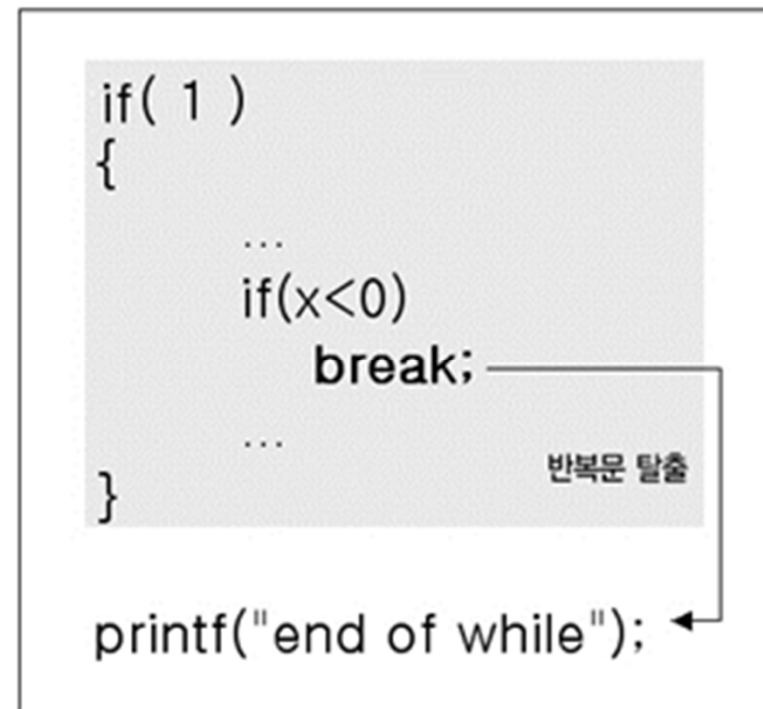 if( 1 )
{
...
if(x<0)
break;
...
반복문 탈출
}
printf("end of while");